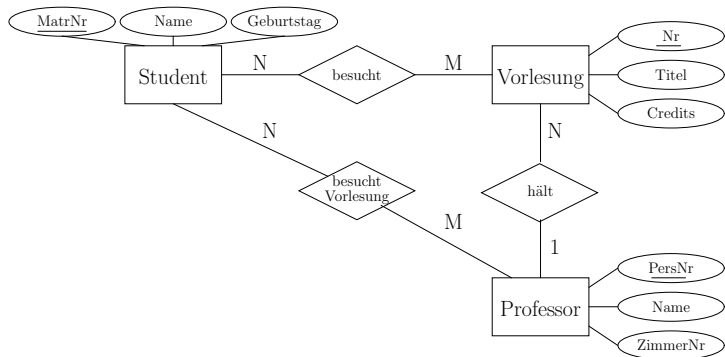 MatrNr
Name
Geburtstag
Nr
Student
N
besucht
M
Vorlesung
Titel
Credits
N
N
besucht
Vorlesung
hält
M
1
PersNr
Professor
Name
ZimmerNr